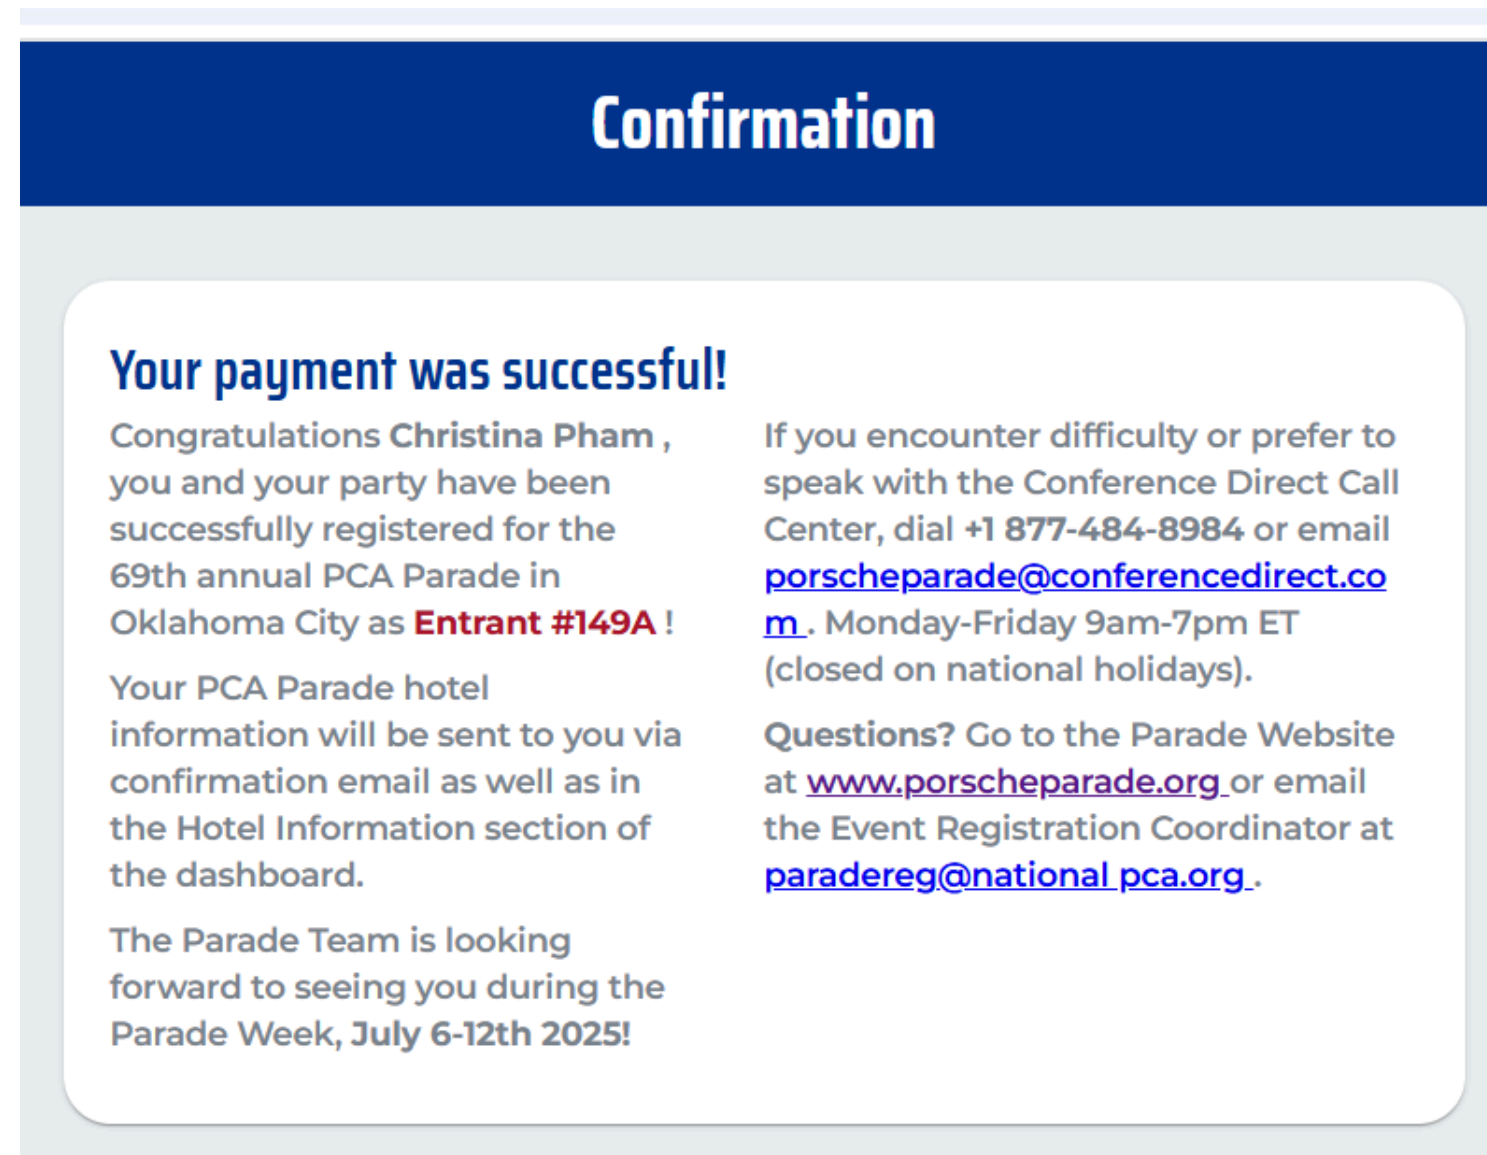 Confirmation
Your payment was successful!
Congratulations Christina Pham ,
you and your party have been
successfully registered for the
69th annual PCA Parade in
Oklahoma City as Entrant #149A !
Your PCA Parade hotel
information will be sent to you via
confirmation email as well as in
the Hotel Information section of
the dashboard.
The Parade Team is looking
forward to seeing you during the
Parade Week, July 6-12th 2025!
If you encounter difficulty or prefer to
speak with the Conference Direct Call
Center, dial +1 877-484-8984 or email
porscheparade@conferencedirect.co
m . Monday-Friday 9am-7pm ET
(closed on national holidays).
Questions? Go to the Parade Website
at www.porscheparade.org or email
the Event Registration Coordinator at
paradereg@national pca.org .